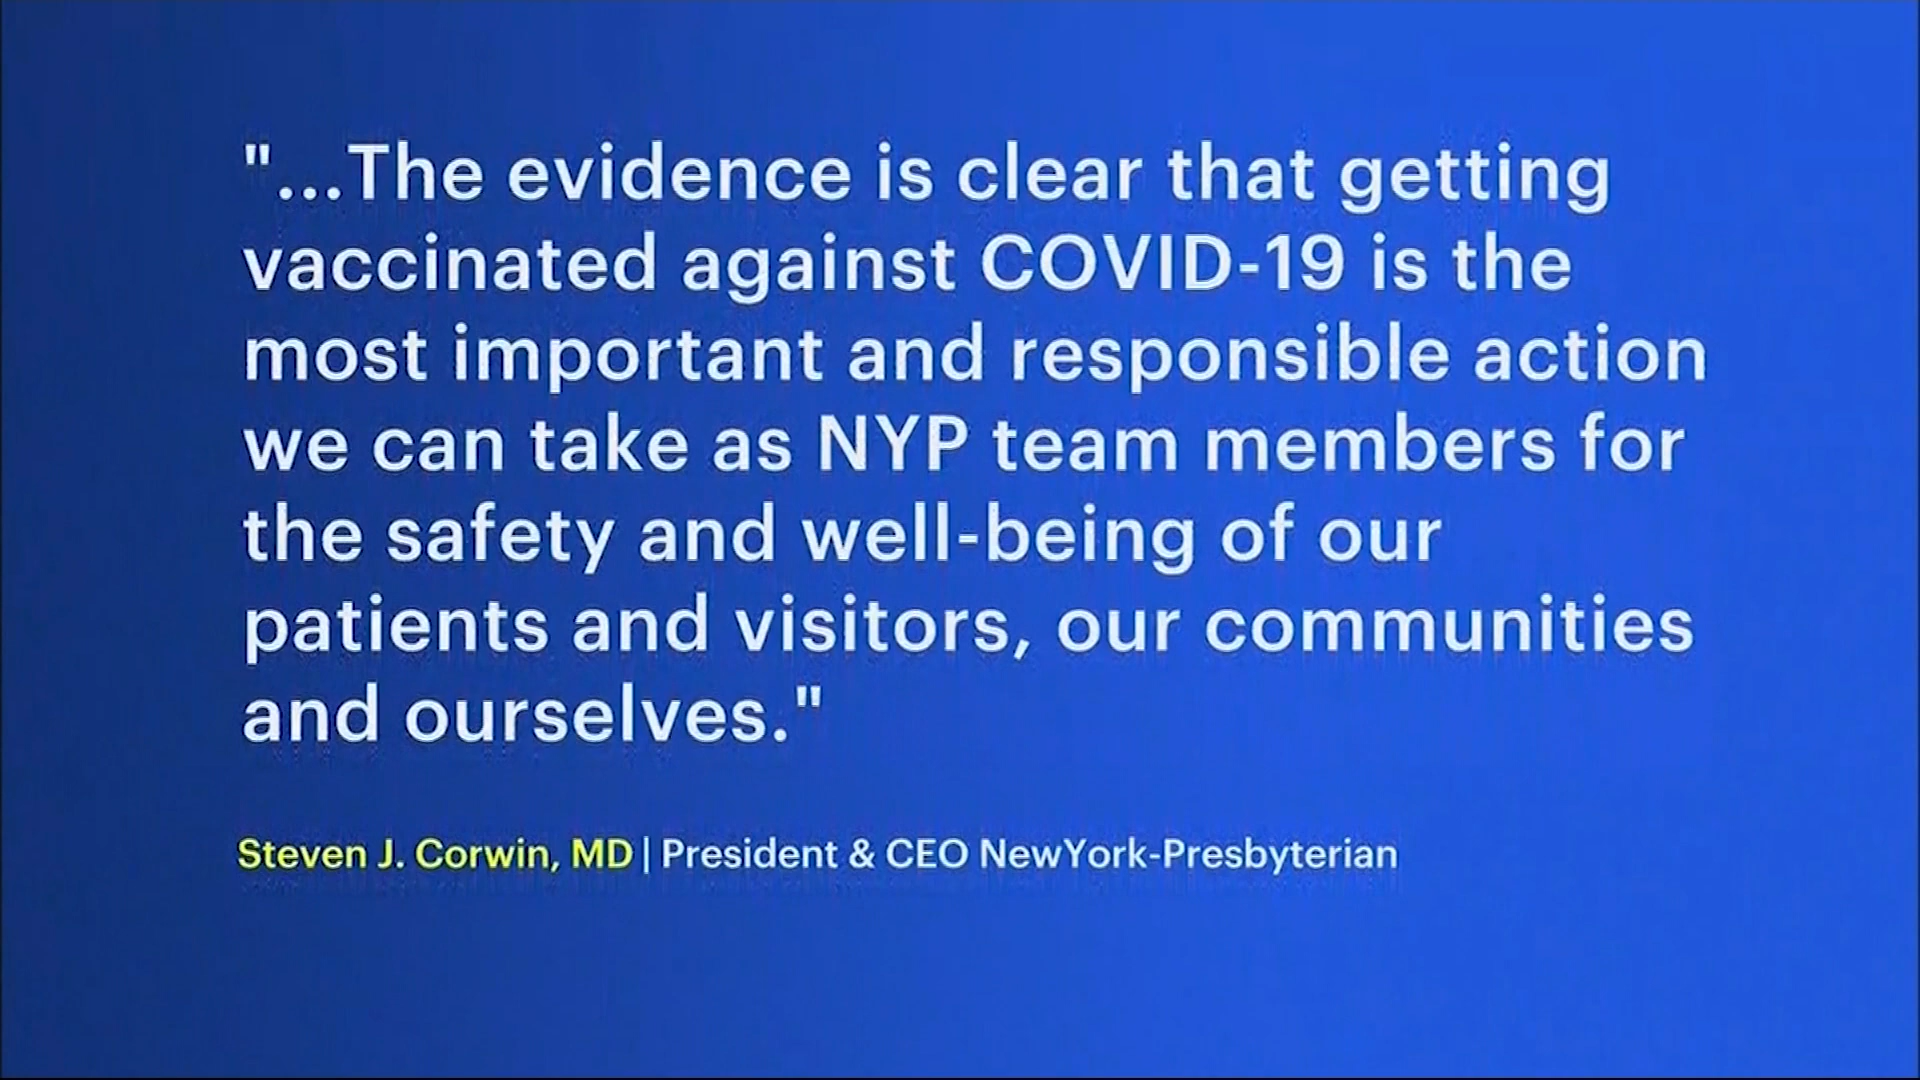 "...The evidence is clear that getting
vaccinated against COVID-19 is the
most important and responsible action
we can take as NYP team members for
the safety and well-being of our
patients and visitors, our communities
and ourselves."
Steven J. Corwin, MD | President & CEO NewYork-Presbyterian